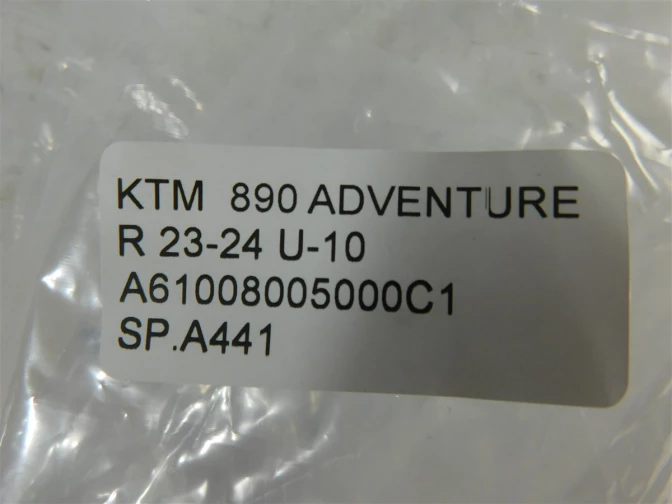 KTM 890 ADVENTURE
R 23-24 U-10
A61008005000C1
SP.A441